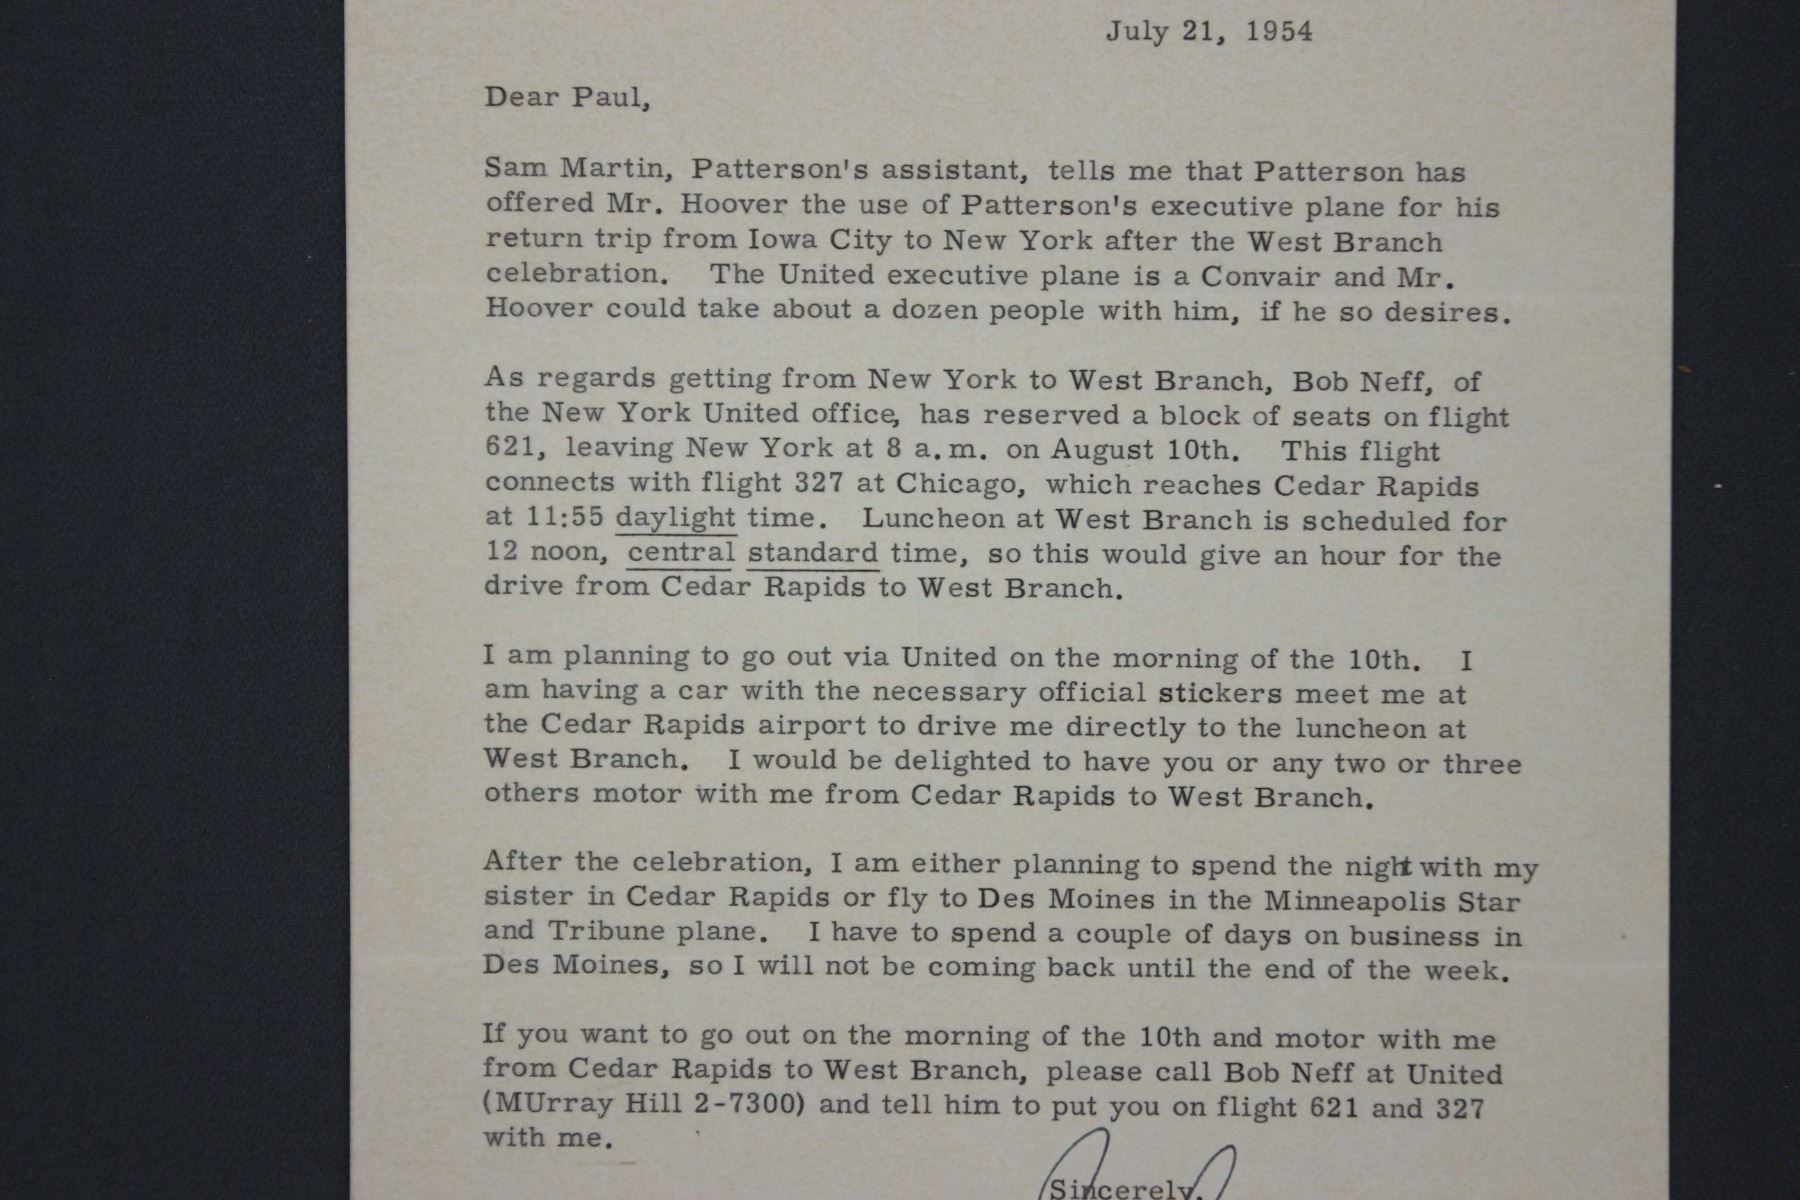 July 21, 1954
Dear Paul,
Sam Martin, Patterson's assistant, tells me that Patterson has
offered Mr. Hoover the use of Patterson's executive plane for his
return trip from Iowa City to New York after the West Branch
celebration. The United executive plane is a Convair and Mr.
Hoover could take about a dozen people with him, if he so desires.
As regards getting from New York to West Branch, Bob Neff, of
the New York United office, has reserved a block of seats on flight
621, leaving New York at 8 a.m. on August 10th. This flight
connects with flight 327 at Chicago, which reaches Cedar Rapids
at 11:55 daylight time. Luncheon at West Branch is scheduled for
12 noon, central standard time, so this would give an hour for the
drive from Cedar Rapids to West Branch.
I am planning to go out via United on the morning of the 10th. I
am having a car with the necessary official stickers meet me at
the Cedar Rapids airport to drive me directly to the luncheon at
West Branch. I would be delighted to have you or any two or three
others motor with me from Cedar Rapids to West Branch.
After the celebration, I am either planning to spend the night with my
sister in Cedar Rapids or fly to Des Moines in the Minneapolis Star
and Tribune plane. I have to spend a couple of days on business in
Des Moines, so I will not be coming back until the end of the week.
If you want to go out on the morning of the 10th and motor with me
from Cedar Rapids to West Branch, please call Bob Neff at United
(MUrray Hill 2-7300) and tell him to put you on flight 621 and 327
with me.
Sincerely,